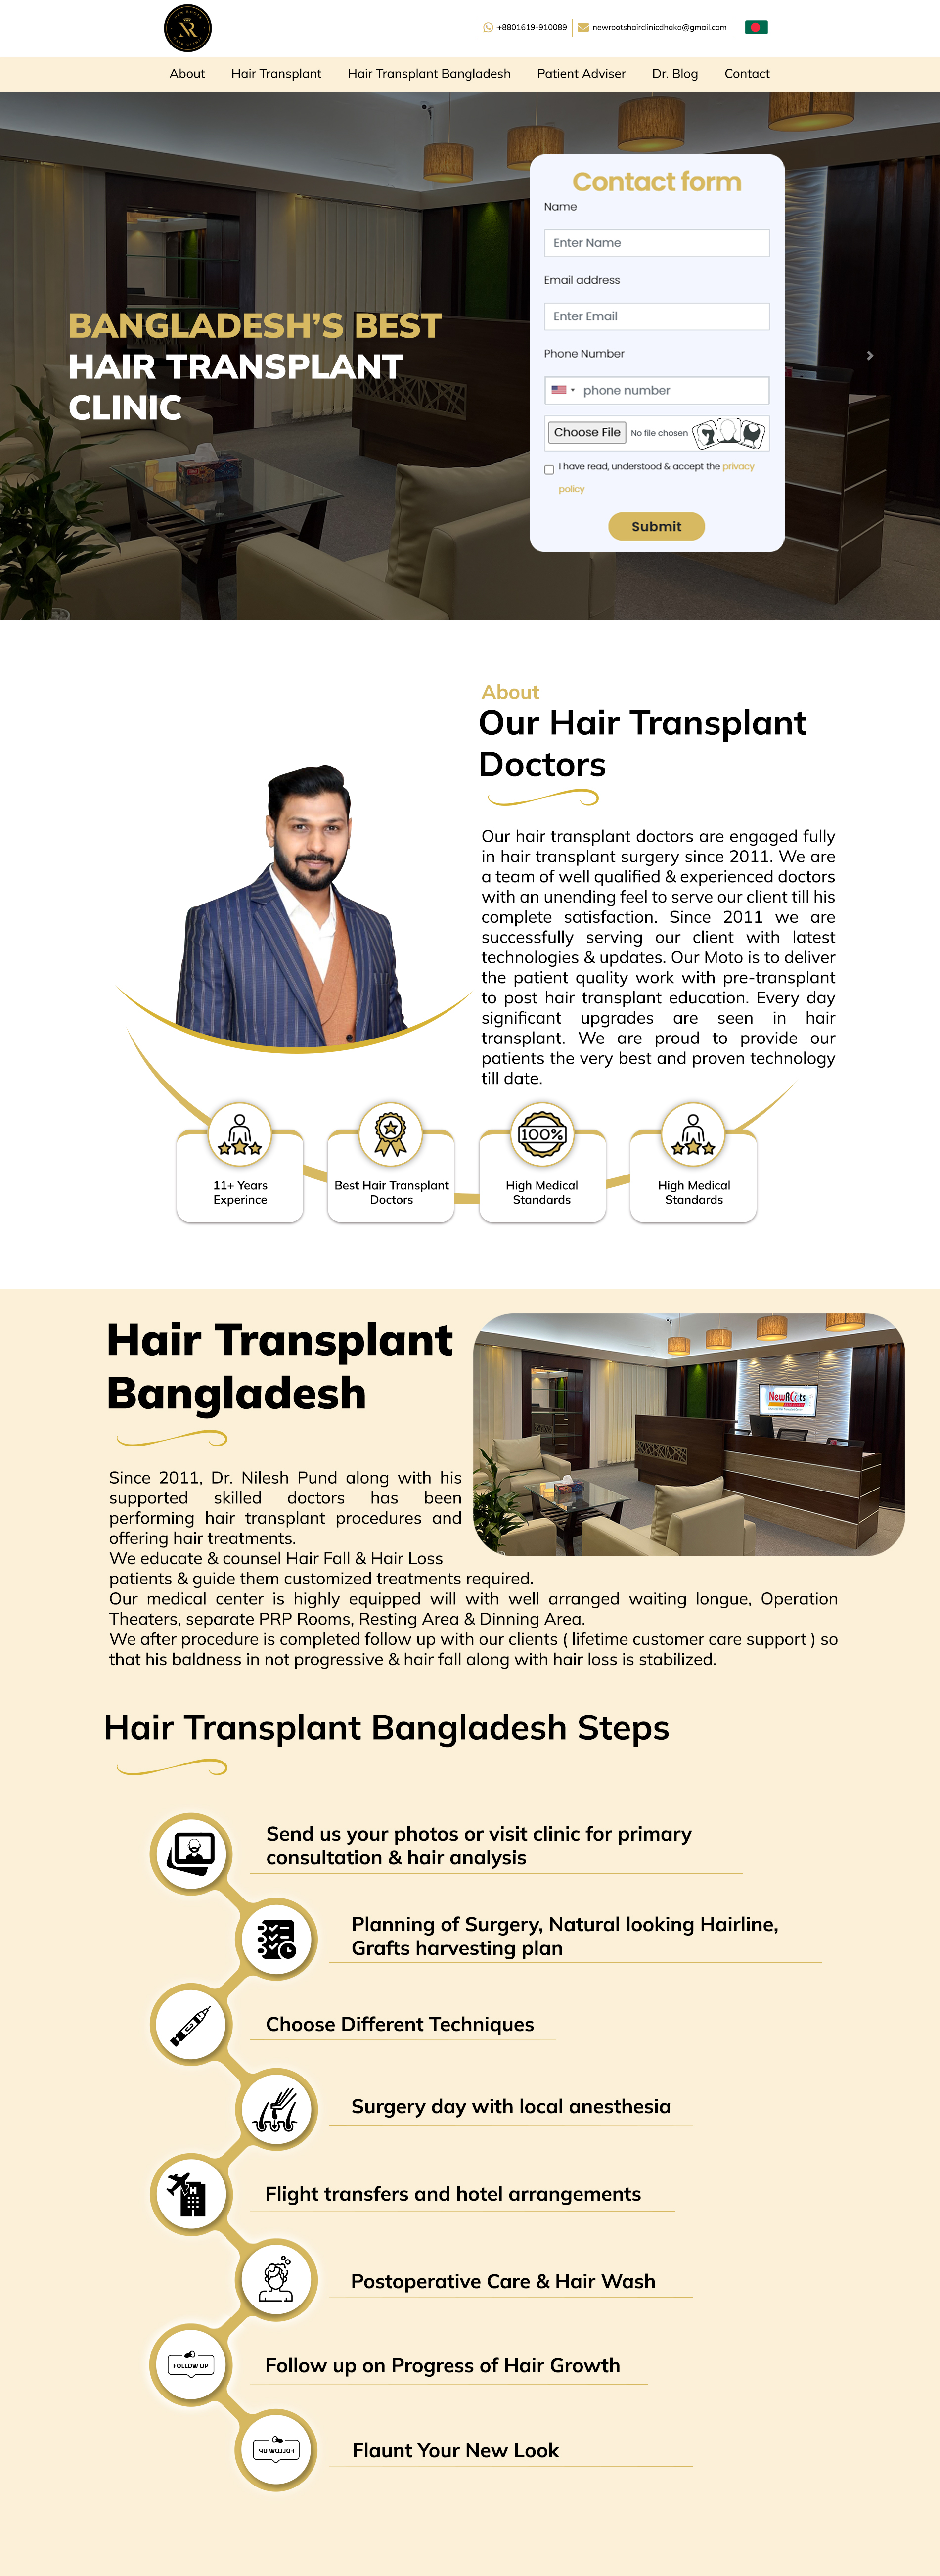 NEW ROOTS
NR
HAIR CLINIC
+8801619-910089
newrootshairclinicdhaka@gmail.com
About
Hair Transplant
Hair Transplant Bangladesh
Patient Adviser
Dr. Blog
Contact
BANGLADESH’S BEST
HAIR TRANSPLANT
CLINIC
Contact form
Name
Enter Name
Email address
Enter Email
Phone Number
phone number
Choose File No file chosen
I have read, understood & accept the privacy
policy
Submit
About
Our Hair Transplant
Doctors
Our hair transplant doctors are engaged fully
in hair transplant surgery since 2011. We are
a team of well qualified & experienced doctors
with an unending feel to serve our client till his
complete satisfaction. Since 2011 we are
successfully serving our client with latest
technologies & updates. Our Moto is to deliver
the patient quality work with pre-transplant
to post hair transplant education. Every day
significant upgrades are seen in hair
transplant. We are proud to provide our
patients the very best and proven technology
till date.
11+ Years
Experince
Best Hair Transplant
Doctors
100%
High Medical
Standards
High Medical
Standards
Hair Transplant
Bangladesh
NewROOts
Since 2011, Dr. Nilesh Pund along with his
supported skilled doctors has been
performing hair transplant procedures and
offering hair treatments.
We educate & counsel Hair Fall & Hair Loss
patients & guide them customized treatments required.
Our medical center is highly equipped will with well arranged waiting longue, Operation
Theaters, separate PRP Rooms, Resting Area & Dinning Area.
We after procedure is completed follow up with our clients ( lifetime customer care support ) so
that his baldness in not progressive & hair fall along with hair loss is stabilized.
Hair Transplant Bangladesh Steps
Send us your photos or visit clinic for primary
consultation & hair analysis
Planning of Surgery, Natural looking Hairline,
Grafts harvesting plan
Choose Different Techniques
Surgery day with local anesthesia
H
Flight transfers and hotel arrangements
Postoperative Care & Hair Wash
FOLLOW UP
Follow up on Progress of Hair Growth
FOLLOW UP
Flaunt Your New Look